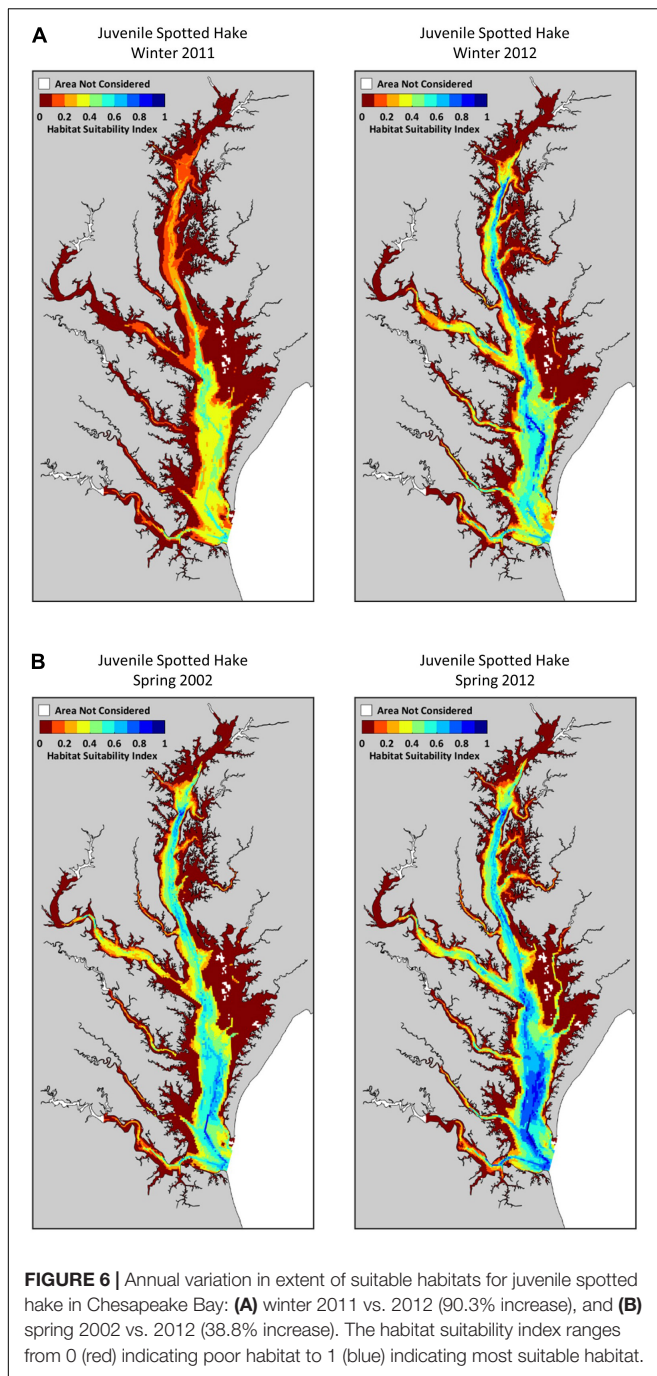 A
Juvenile Spotted Hake
Winter 2011
Juvenile Spotted Hake
Winter 2012
Area Not Considered
0 0.2 0.4 0.6 0.8 1
Habitat Suitability Index
Area Not Considered
0 0.2 0.4 0.6 0.8 1
Habitat Suitability Index
B
Juvenile Spotted Hake
Spring 2002
Juvenile Spotted Hake
Spring 2012
Area Not Considered
0 0.2 0.4 0.6 0.8 1
Habitat Suitability Index
Area Not Considered
0 0.2 0.4 0.6 0.8 1
Habitat Suitability Index
FIGURE 6 | Annual variation in extent of suitable habitats for juvenile spotted
hake in Chesapeake Bay: (A) winter 2011 vs. 2012 (90.3% increase), and (B)
spring 2002 vs. 2012 (38.8% increase). The habitat suitability index ranges
from 0 (red) indicating poor habitat to 1 (blue) indicating most suitable habitat.